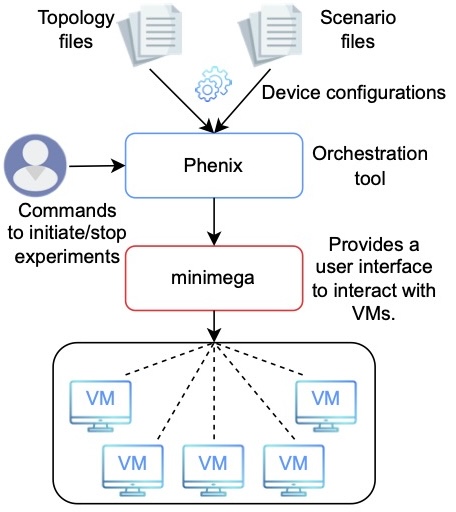 Topology
files
Scenario
files
Device configurations
Phenix
Orchestration
tool
Commands
to initiate/stop
experiments
minimega
Provides a
user interface
to interact with
VMs.
VM
VM
VM
VM
VM